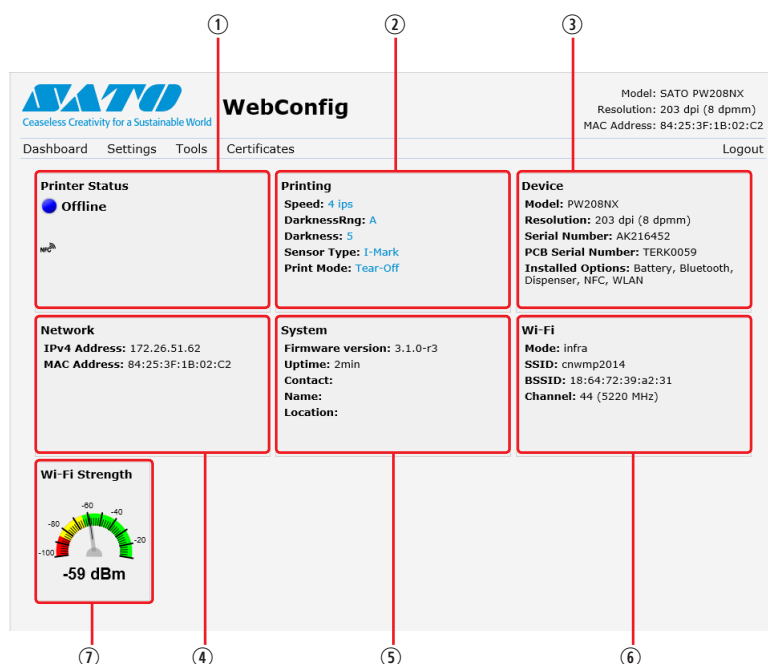 ① ② ③
SATO
Ceaseless Creativity for a Sustainable World
WebConfig
Model: SATO PW208NX
Resolution: 203 dpi (8 dpmm)
MAC Address: 84:25:3F:1B:02:C2
Dashboard Settings Tools Certificates Logout
Printer Status
Offline
NFC
Printing
Speed: 4 ips
DarknessRng: A
Darkness: 5
Sensor Type: I-Mark
Print Mode: Tear-Off
Device
Model: PW208NX
Resolution: 203 dpi (8 dpmm)
Serial Number: AK216452
PCB Serial Number: TERK0059
Installed Options: Battery, Bluetooth,
Dispenser, NFC, WLAN
Network
IPv4 Address: 172.26.51.62
MAC Address: 84:25:3F:1B:02:C2
System
Firmware version: 3.1.0-r3
Uptime: 2min
Contact:
Name:
Location:
Wi-Fi
Mode: infra
SSID: cnwmp2014
BSSID: 18:64:72:39:a2:31
Channel: 44 (5220 MHz)
Wi-Fi Strength
-100 -80 -60 -40 -20
-59 dBm
⑦ ④ ⑤ ⑥